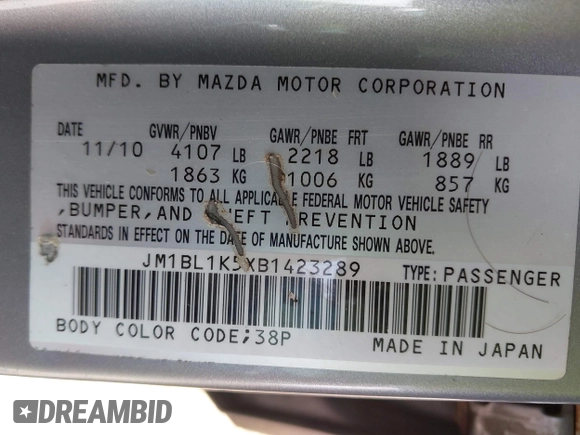 MFD. BY MAZDA MOTOR CORPORATION
DATE GVWR/PNBV GAWR/PNBE FRT GAWR/PNBE RR
11/10 4107 LB 2218 LB 1889 LB
1863 KG 1006 KG 857 KG
THIS VEHICLE CONFORMS TO ALL APPLICABLE FEDERAL MOTOR VEHICLE SAFETY
,BUMPER,AND THEFT PREVENTION
STANDARDS IN EFFECT ON THE DATE OF MANUFACTURE SHOWN ABOVE.
JM1BL1K5XB1423289 TYPE:PASSENGER
BODY COLOR CODE;38P MADE IN JAPAN
DREAMBID